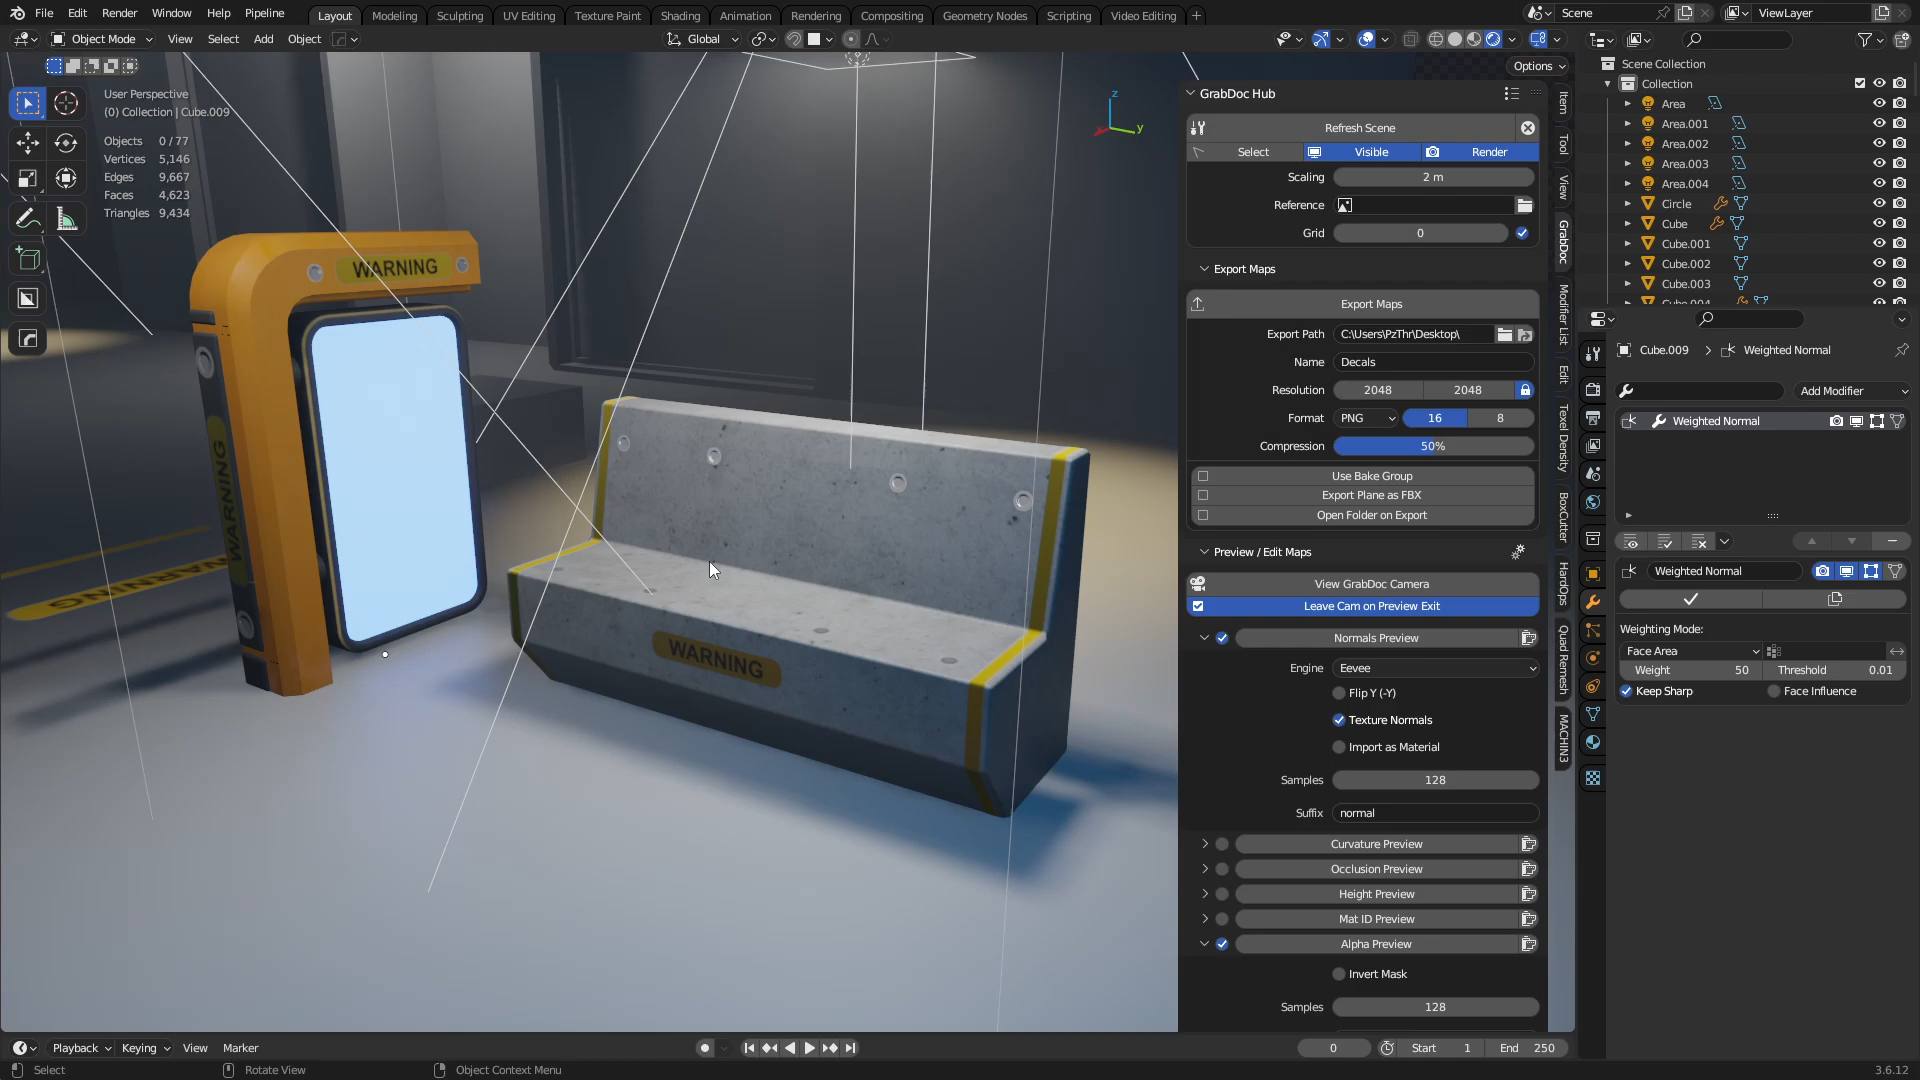 File Edit Render Window Help Pipeline
Layout Modeling Sculpting UV Editing Texture Paint Shading Animation Rendering Compositing Geometry Nodes Scripting Video Editing
Scene
ViewLayer
Object Mode View Select Add Object
Global
Options
User Perspective
(0) Collection | Cube.009
Objects 0 / 77
Vertices 5,146
Edges 9,667
Faces 4,623
Triangles 9,434
z
y
WARNING
WARNING
WARNING
WARNING
GrabDoc Hub
Refresh Scene
Select Visible Render
Scaling 2 m
Reference
Grid 0
Export Maps
Export Maps
Export Path C:\Users\PzThr\Desktop\
Name Decals
Resolution 2048 2048
Format PNG 16 8
Compression 50%
Use Bake Group
Export Plane as FBX
Open Folder on Export
Preview / Edit Maps
View GrabDoc Camera
Leave Cam on Preview Exit
Normals Preview
Engine Eevee
Flip Y (-Y)
Texture Normals
Import as Material
Samples 128
Suffix normal
Curvature Preview
Occlusion Preview
Height Preview
Mat ID Preview
Alpha Preview
Invert Mask
Samples 128
Item
Tool
View
GrabDoc
Modifier List
Edit
Texel Density
BoxCutter
HardOps
Quad Remesh
MACHIN3
Scene Collection
Collection
Area
Area.001
Area.002
Area.003
Area.004
Circle
Cube
Cube.001
Cube.002
Cube.003
Cube.004
Cube.009 > Weighted Normal
Add Modifier
Weighted Normal
Weighted Normal
Weighting Mode:
Face Area
Weight 50 Threshold 0.01
Keep Sharp Face Influence
Playback Keying View Marker
0 Start 1 End 250
Select Rotate View Object Context Menu
3.6.12